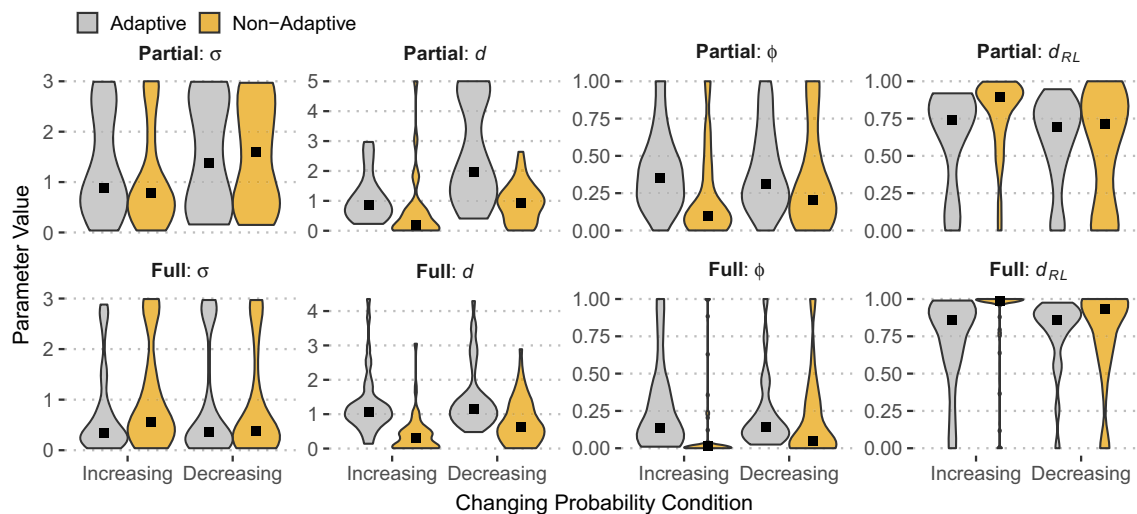 Adaptive Non-Adaptive
Partial: σ Partial: d Partial: ϕ Partial: d_RL
3 5 1.00 1.00
4
2 0.75 0.75
3
0.50 0.50
2
1
0.25 0.25
1
0 0 0.00 0.00
Full: σ Full: d Full: ϕ Full: d_RL
3 1.00 1.00
4
0.75 0.75
2 3
0.50 0.50
2
1
0.25 0.25
1
0 0 0.00 0.00
Increasing Decreasing Increasing Decreasing Increasing Decreasing Increasing Decreasing
Changing Probability Condition
Parameter Value